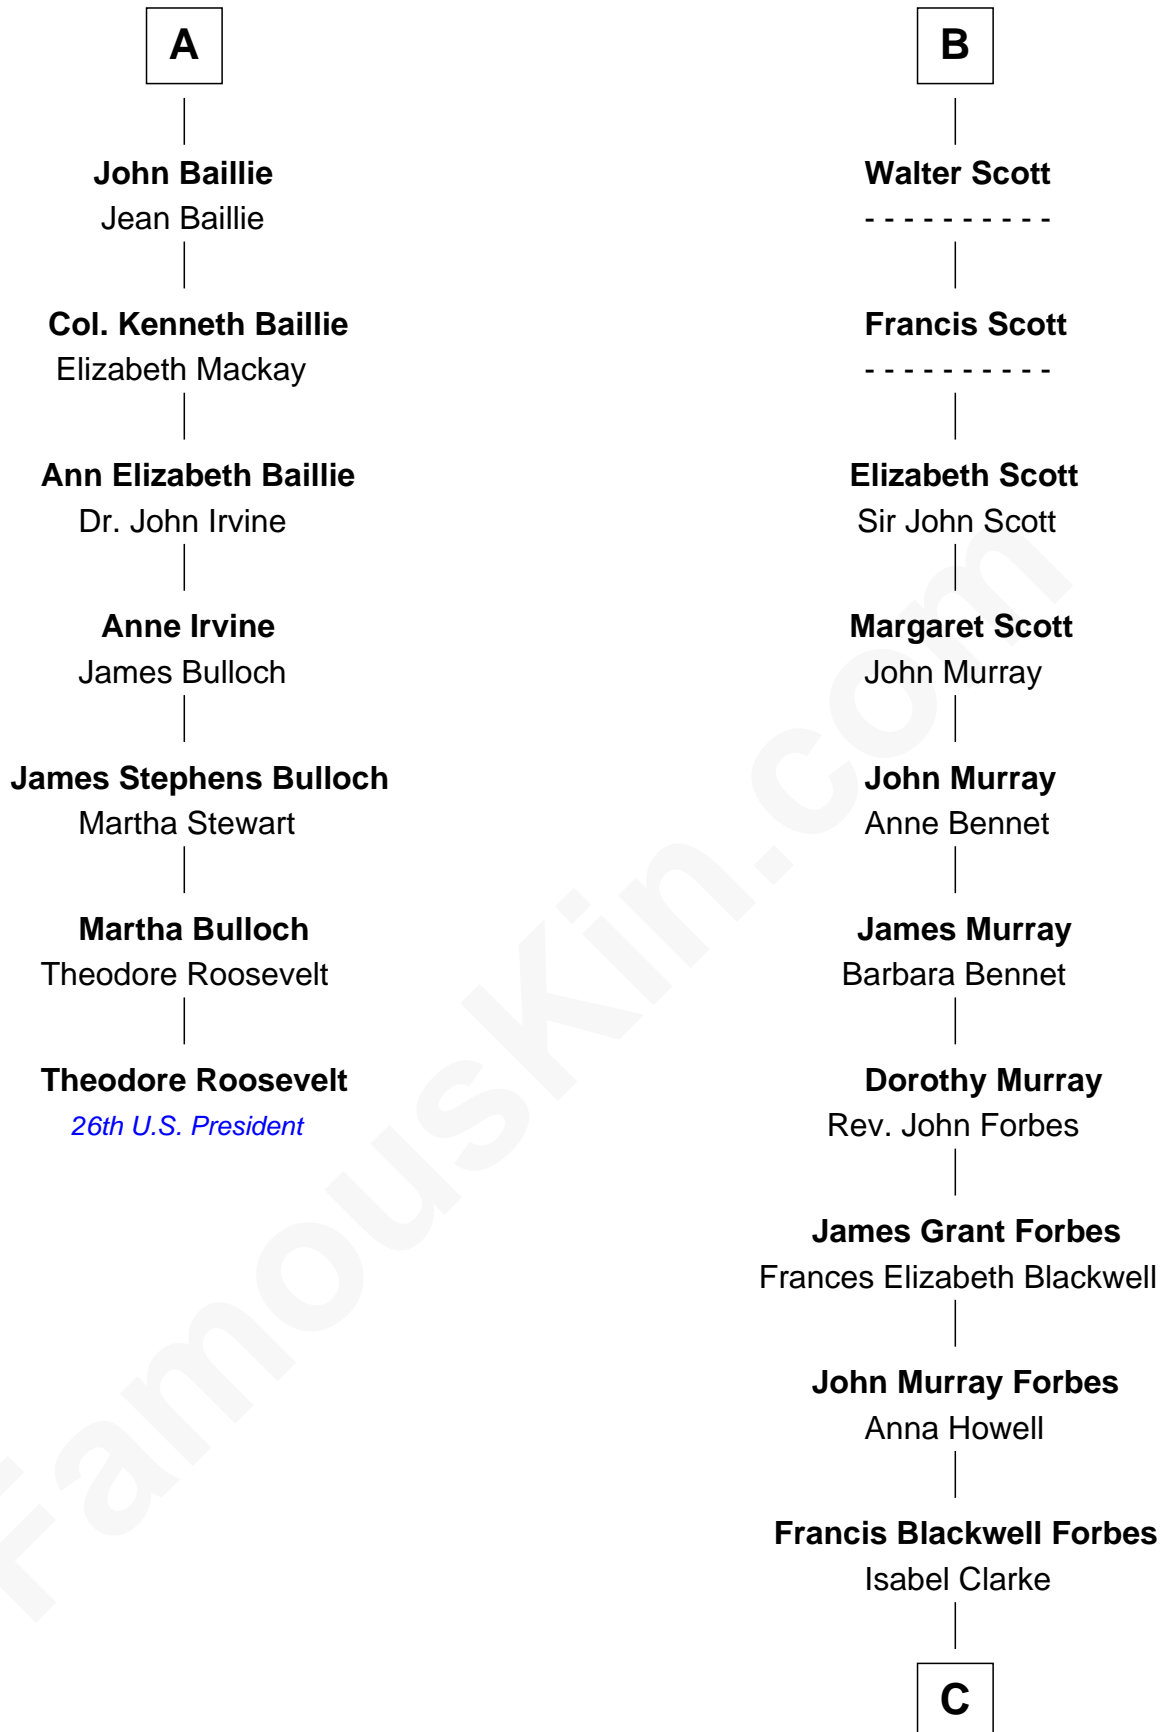 A
John Baillie
Jean Baillie
Col. Kenneth Baillie
Elizabeth Mackay
Ann Elizabeth Baillie
Dr. John Irvine
Anne Irvine
James Bulloch
James Stephens Bulloch
Martha Stewart
Martha Bulloch
Theodore Roosevelt
Theodore Roosevelt
26th U.S. President
B
Walter Scott
- - - - - - - - - -
Francis Scott
- - - - - - - - - -
Elizabeth Scott
Sir John Scott
Margaret Scott
John Murray
John Murray
Anne Bennet
James Murray
Barbara Bennet
Dorothy Murray
Rev. John Forbes
James Grant Forbes
Frances Elizabeth Blackwell
John Murray Forbes
Anna Howell
Francis Blackwell Forbes
Isabel Clarke
C
FamousKin.com